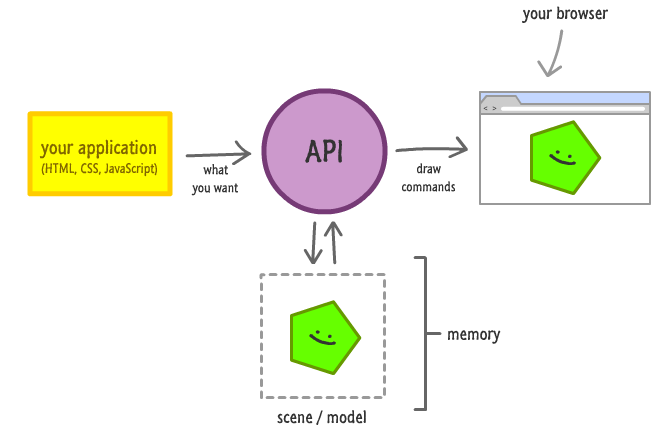 your browser
your application
(HTML, CSS, JavaScript)
what
you want
API
draw
commands
< >
memory
scene / model